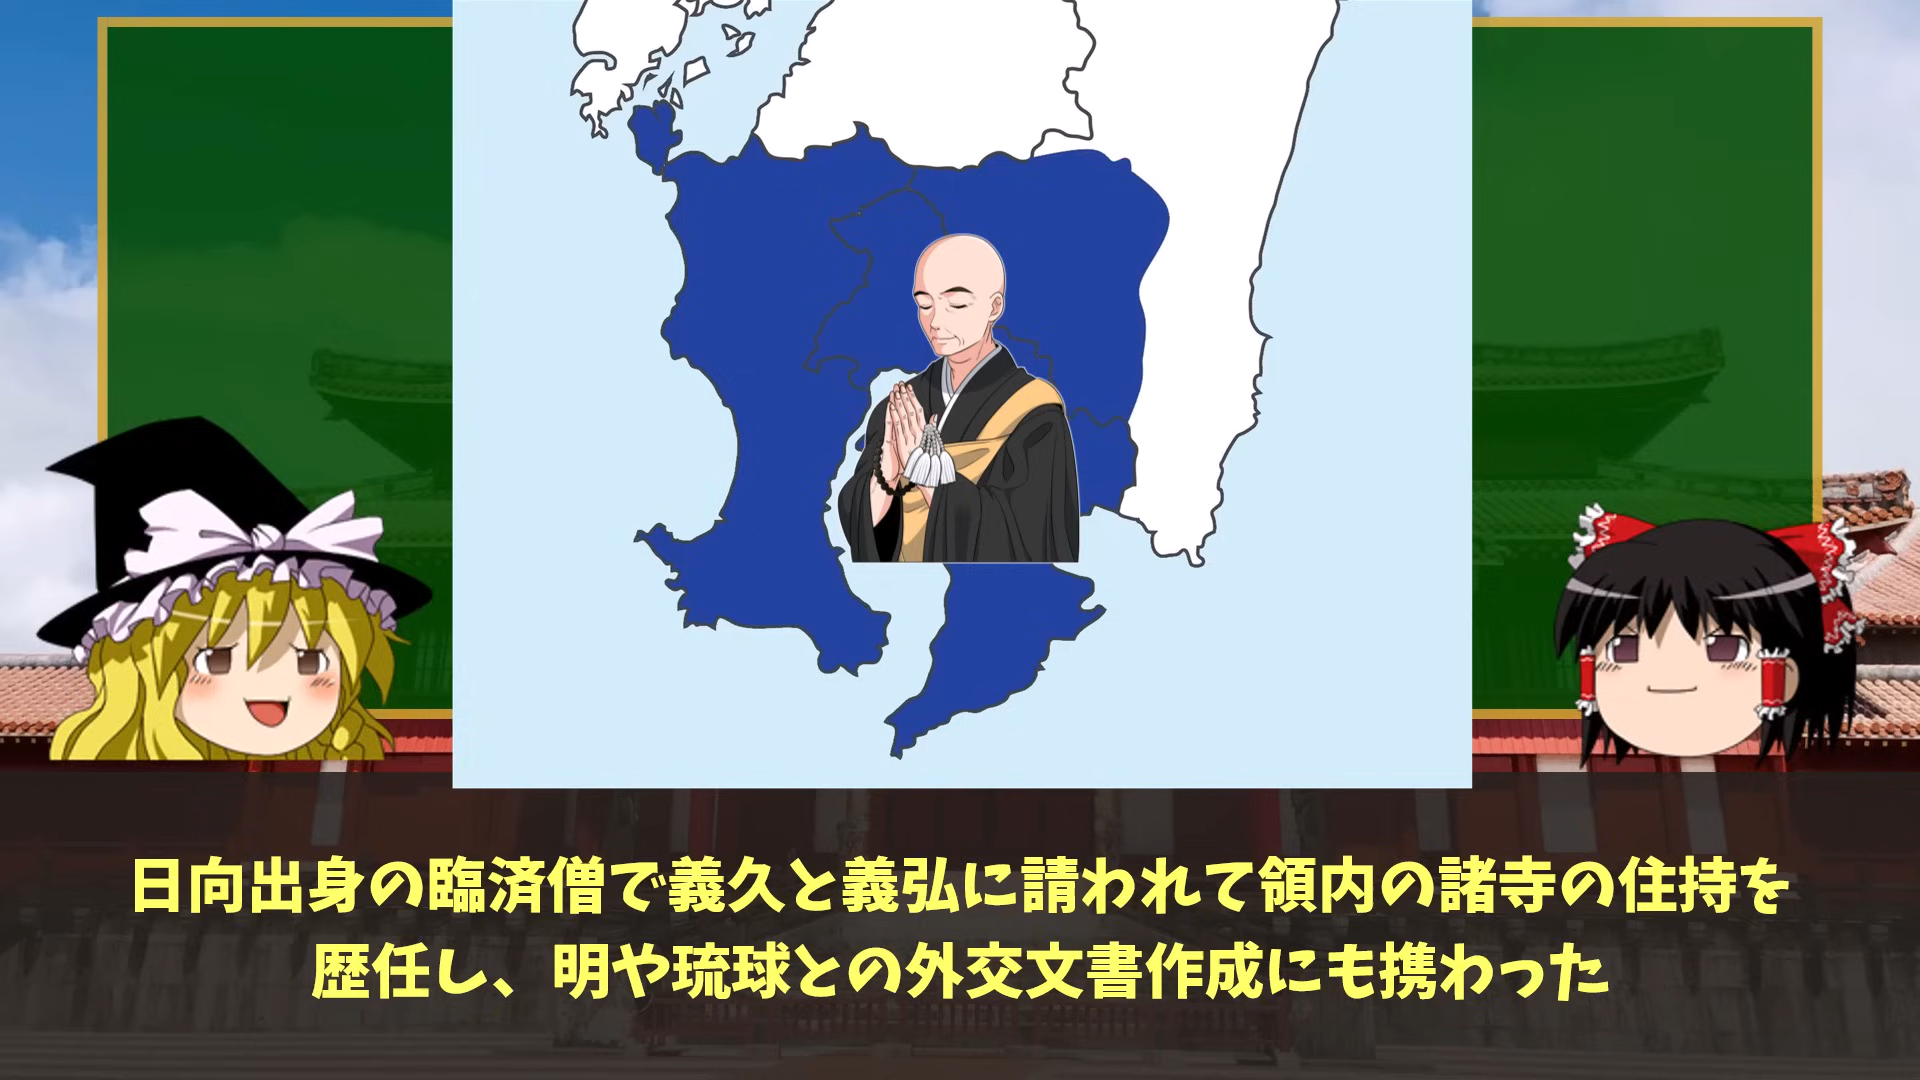 日向出身の臨済僧で義久と義弘に請われて領内の諸寺の住持を
歴任し、明や琉球との外交文書作成にも携わった